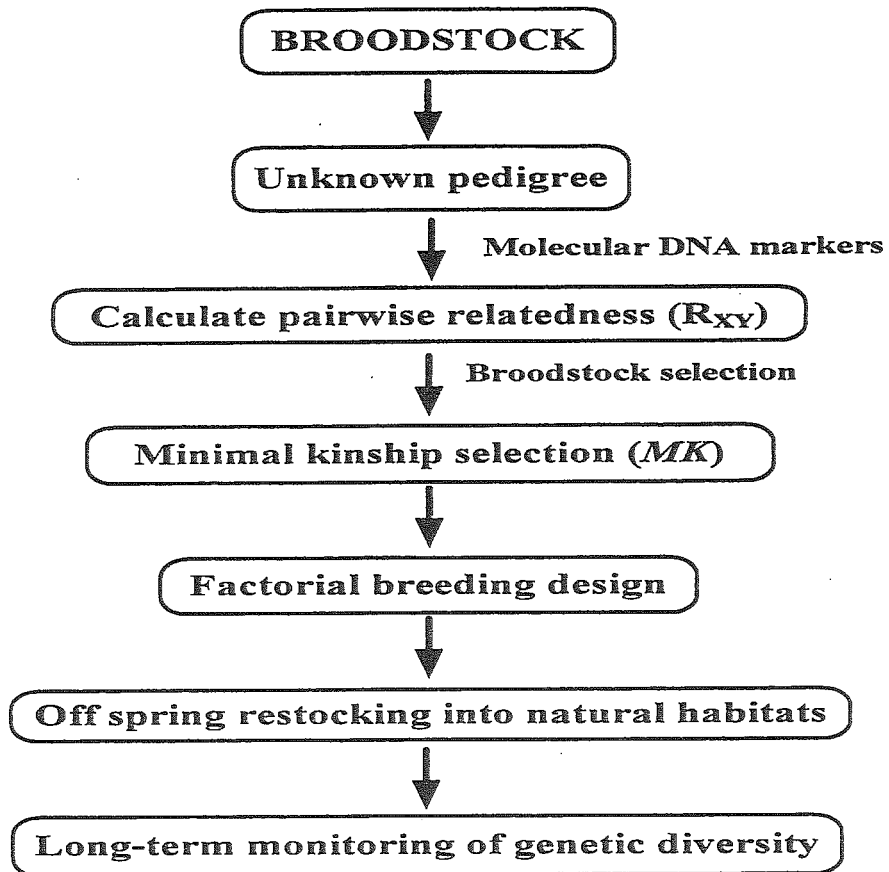 BROODSTOCK
Unknown pedigree
Molecular DNA markers
Calculate pairwise relatedness (RXY)
Broodstock selection
Minimal kinship selection (MK)
Factorial breeding design
Off spring restocking into natural habitats
Long-term monitoring of genetic diversity